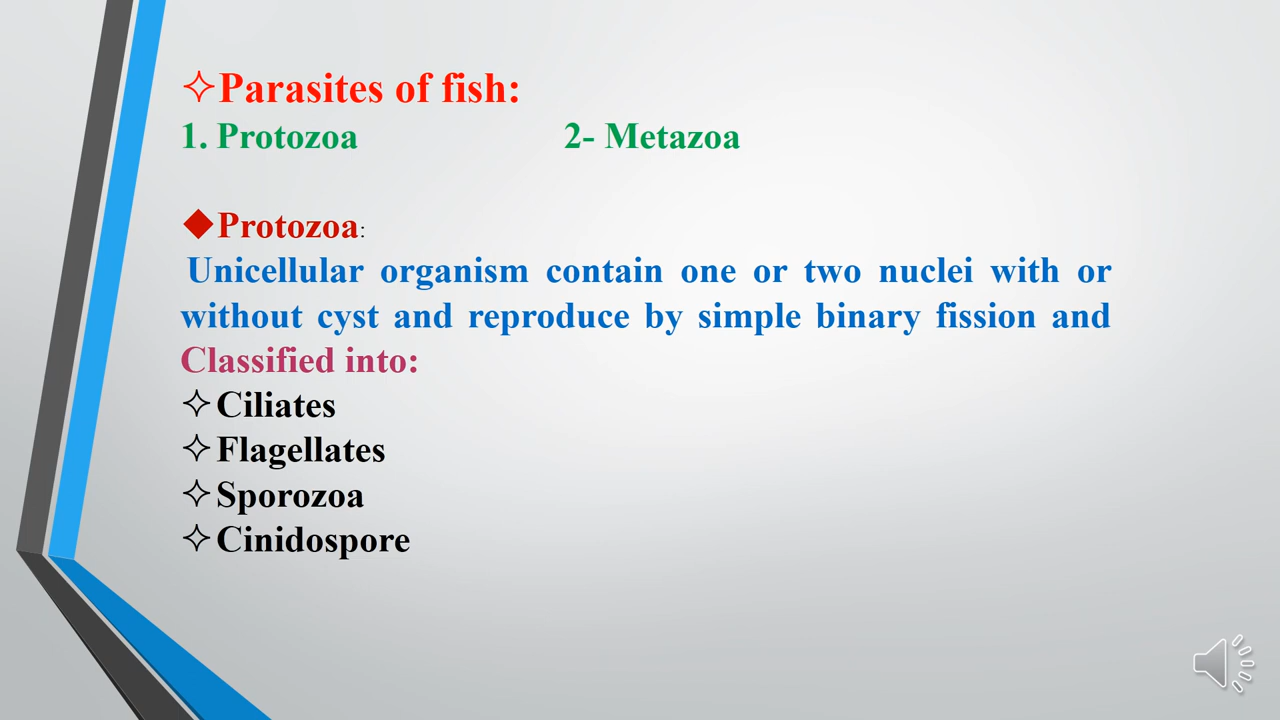 ✧Parasites of fish:
1. Protozoa 2- Metazoa
◆Protozoa:
Unicellular organism contain one or two nuclei with or
without cyst and reproduce by simple binary fission and
Classified into:
✧Ciliates
✧Flagellates
✧Sporozoa
✧Cinidospore